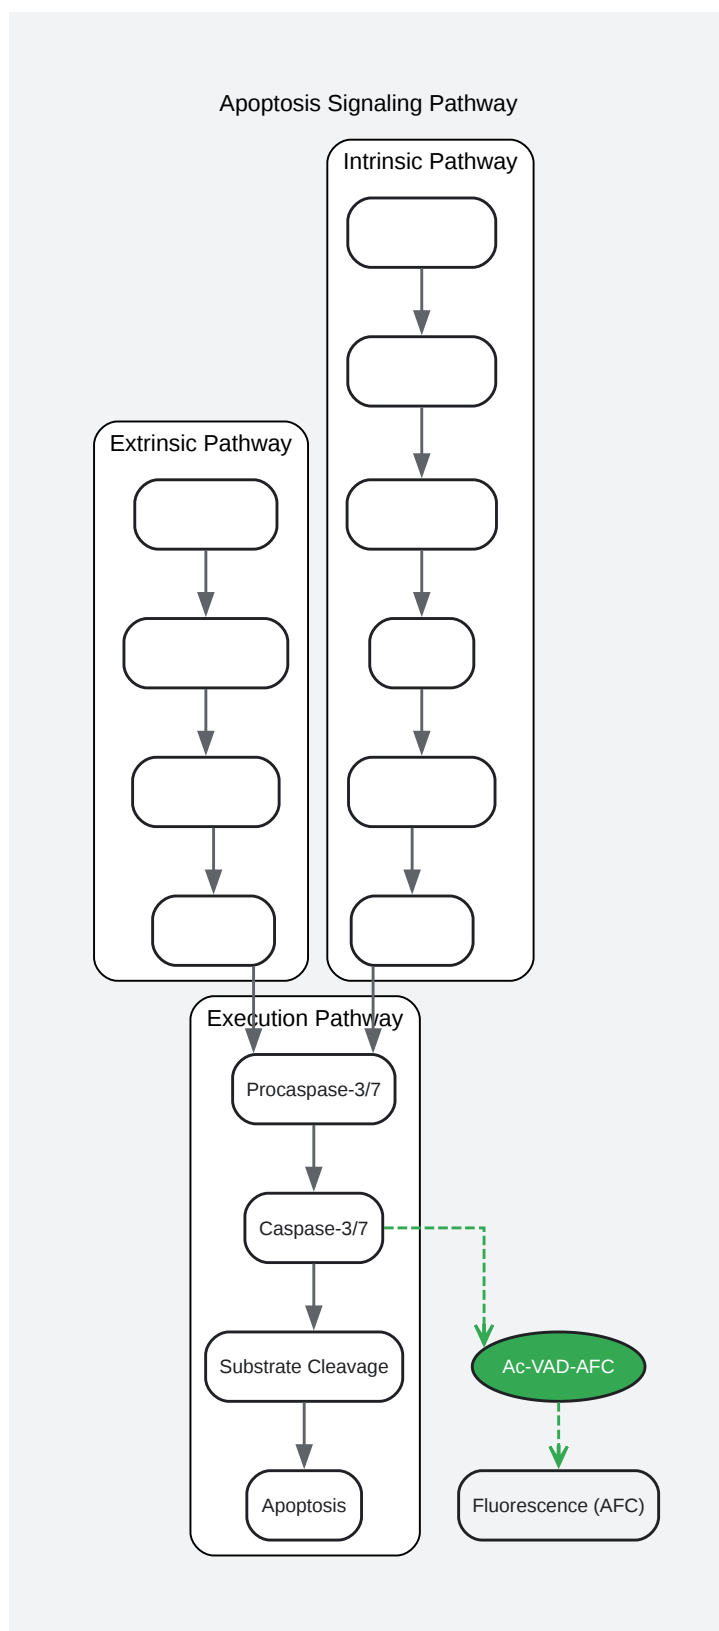 Apoptosis Signaling Pathway
Intrinsic Pathway
Extrinsic Pathway
Execution Pathway
Procaspase-3/7
Caspase-3/7
Substrate Cleavage
Ac-VAD-AFC
Apoptosis
Fluorescence (AFC)